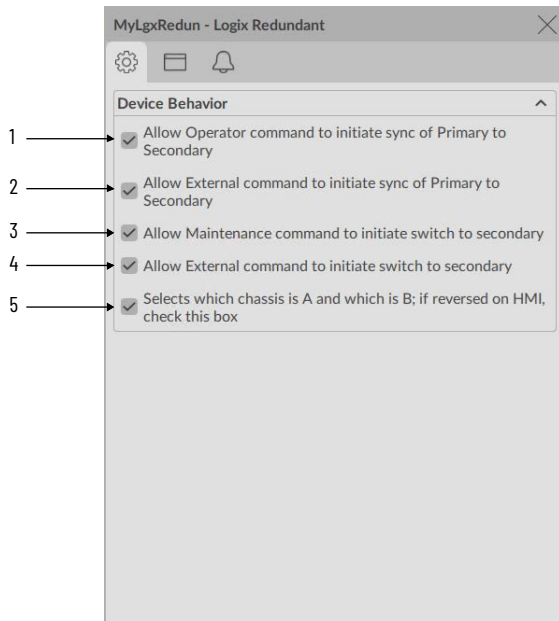 MyLgxRedun - Logix Redundant
Device Behavior
1
Allow Operator command to initiate sync of Primary to
Secondary
2
Allow External command to initiate sync of Primary to
Secondary
3
Allow Maintenance command to initiate switch to secondary
4
Allow External command to initiate switch to secondary
5
Selects which chassis is A and which is B; if reversed on HMI,
check this box